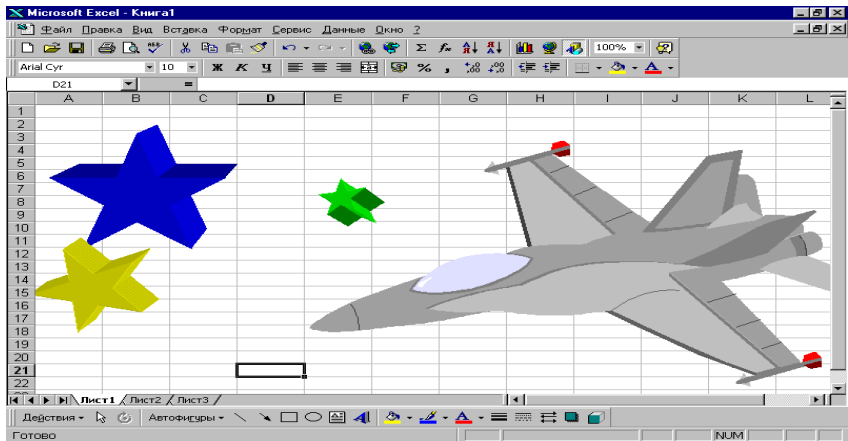 Microsoft Excel - Книга1
Файл Правка Вид Вставка Формат Сервис Данные Окно ?
Σ fx 100%
Arial Cyr 10 Ж К Ч % , A
D21 =
A B C D E F G H I J K L
1
2
3
4
5
6
7
8
9
10
11
12
13
14
15
16
17
18
19
20
21
22
Лист1 Лист2 Лист3
Действия Автофигуры A
Готово NUM